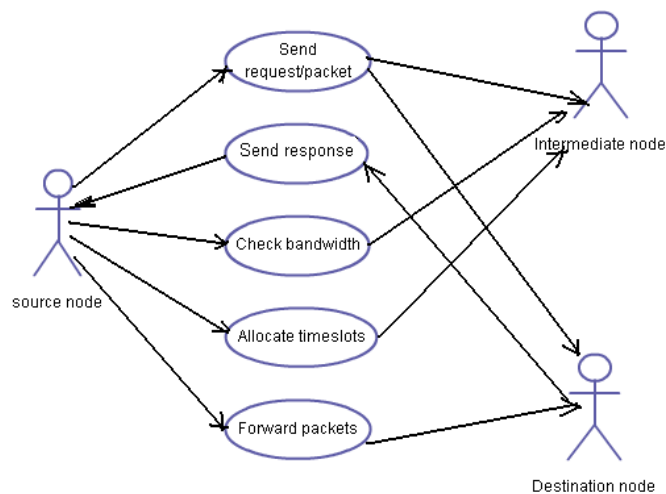 Send
request/packet
Send response
Intermediate node
Check bandwidth
source node
Allocate timeslots
Forward packets
Destination node